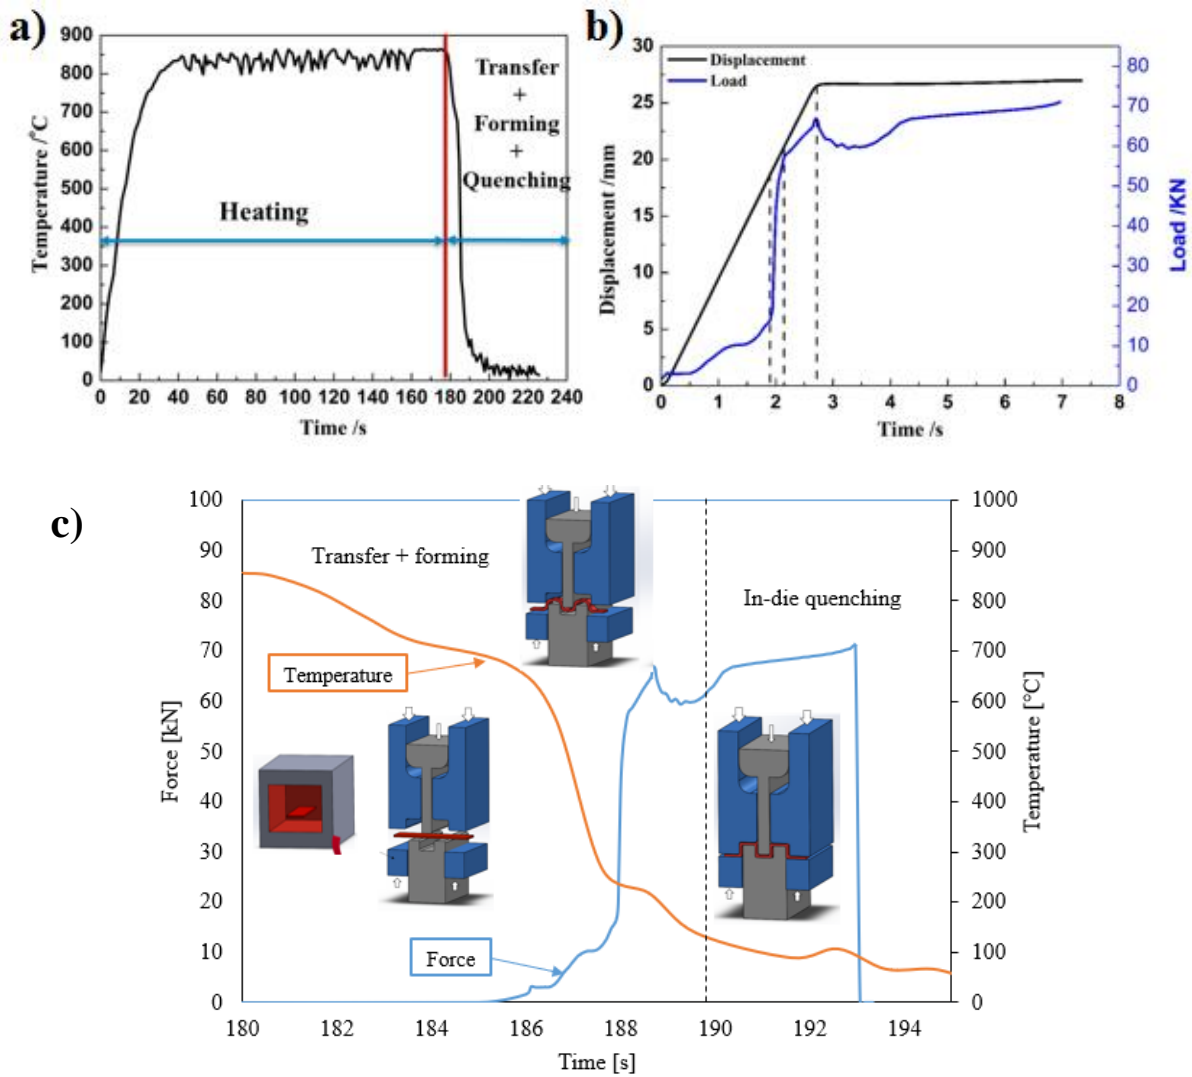 a)
900
800
700
600
500
400
300
200
100
0
Temperature /°C
Heating
Transfer
+
Forming
+
Quenching
0 20 40 60 80 100 120 140 160 180 200 220 240
Time /s
b)
30
25
20
15
10
5
0
Displacement /mm
Displacement
Load
80
70
60
50
40
30
20
10
0
Load /KN
0 1 2 3 4 5 6 7 8
Time /s
c)
100
90
80
70
60
50
40
30
20
10
0
Force [kN]
Transfer + forming
In-die quenching
Temperature
Force
1000
900
800
700
600
500
400
300
200
100
0
Temperature [°C]
180 182 184 186 188 190 192 194
Time [s]